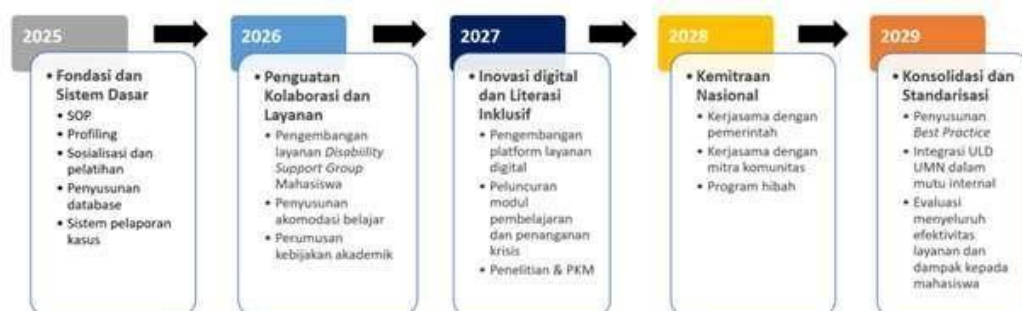 2025
• Fondasi dan
Sistem Dasar
• SOP
• Profiling
• Sosialisasi dan
pelatihan
• Penyusunan
database
• Sistem pelaporan
kasus
2026
• Penguatan
Kolaborasi dan
Layanan
• Pengembangan
layanan Disability
Support Group
Mahasiswa
• Penyusunan
akomodasi belajar
• Perumusan
kebijakan akademik
2027
• Inovasi digital
dan Literasi
Inklusif
• Pengembangan
platform layanan
digital
• Peluncuran
modul
pembelajaran
dan penanganan
krisis
• Penelitian & PKM
2028
• Kemitraan
Nasional
• Kerjasama dengan
pemerintah
• Kerjasama dengan
mitra komunitas
• Program hibah
2029
• Konsolidasi dan
Standarisasi
• Penyusunan
Best Practice
• Integrasi ULD
UMN dalam
mutu internal
• Evaluasi
menyeluruh
efektivitas
layanan dan
dampak kepada
mahasiswa